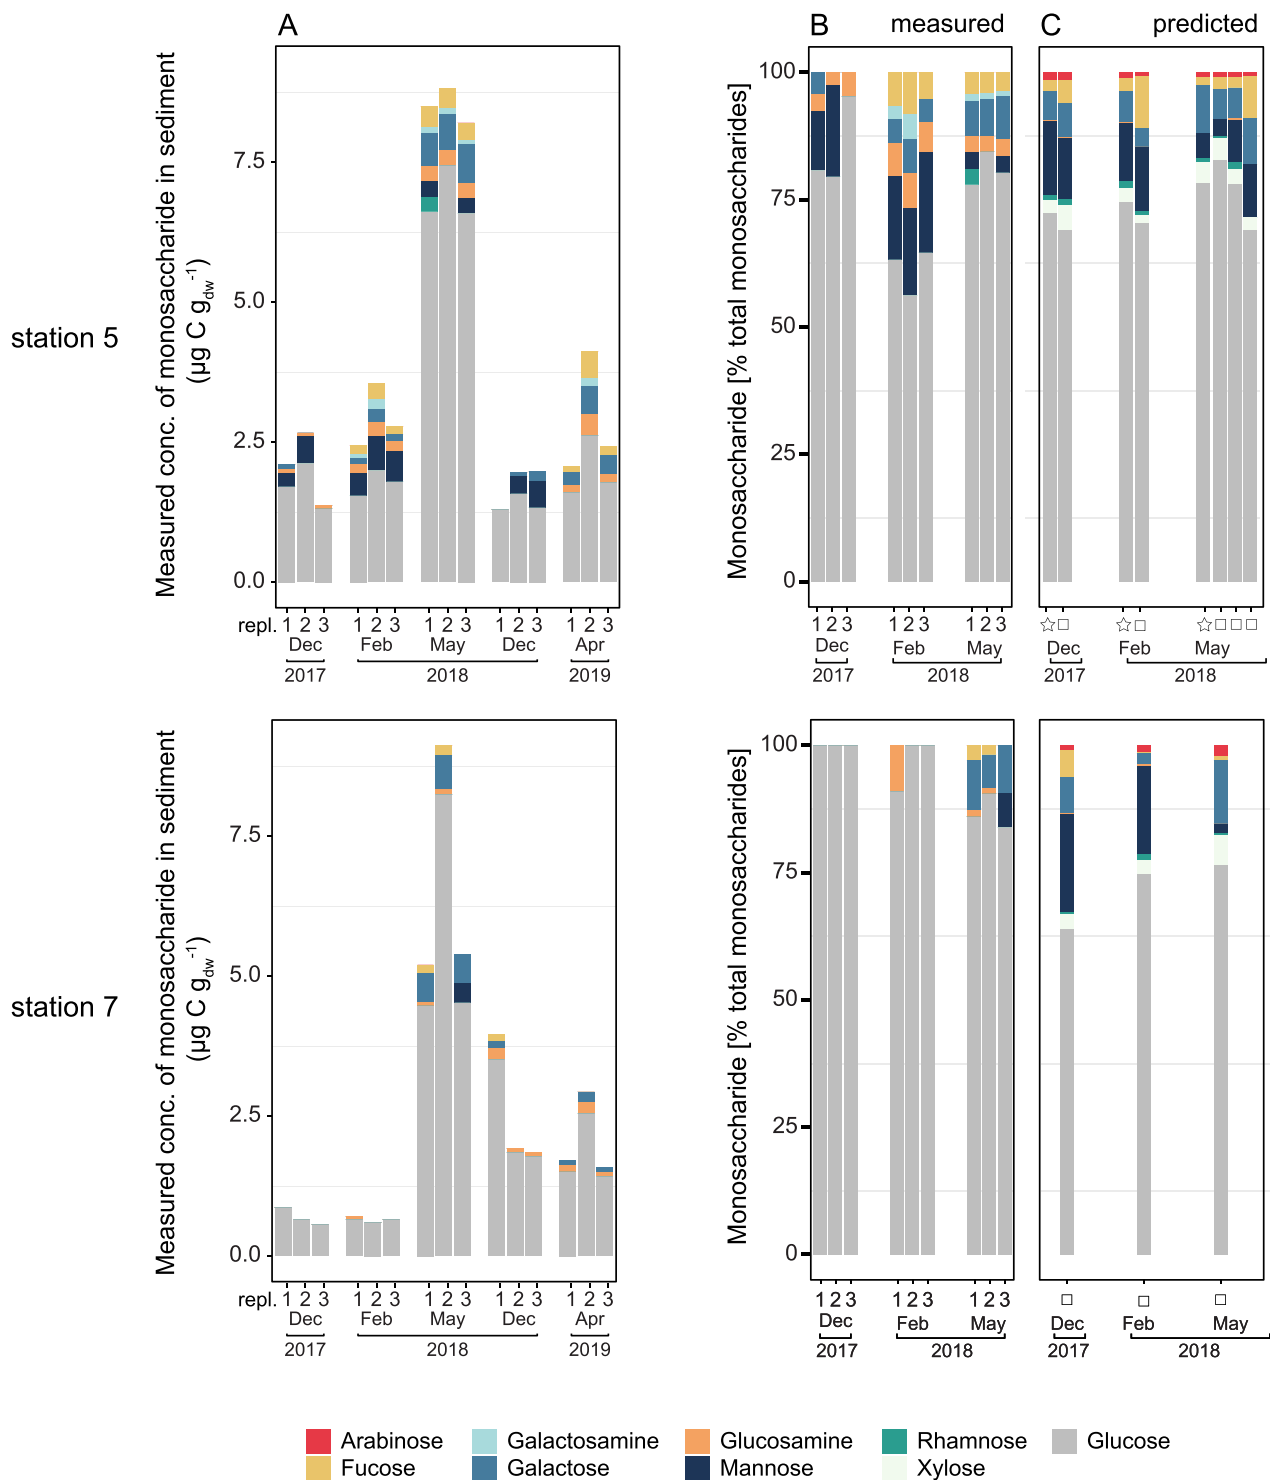 A
B measured
C predicted
station 5
Measured conc. of monosaccharide in sediment
(µg C g_dw^-1)
7.5
5.0
2.5
0.0
repl. 1 2 3 1 2 3 1 2 3 1 2 3 1 2 3
Dec Feb May Dec Apr
2017 2018 2019
Monosaccharide [% total monosaccharides]
100
75
50
25
0
1 2 3 1 2 3 1 2 3
Dec Feb May
2017 2018
☆ □ ☆ □ ☆ □ □ □
Dec Feb May
2017 2018
station 7
Measured conc. of monosaccharide in sediment
(µg C g_dw^-1)
7.5
5.0
2.5
0.0
repl. 1 2 3 1 2 3 1 2 3 1 2 3 1 2 3
Dec Feb May Dec Apr
2017 2018 2019
Monosaccharide [% total monosaccharides]
100
75
50
25
0
1 2 3 1 2 3 1 2 3
Dec Feb May
2017 2018
□ □ □
Dec Feb May
2017 2018
Arabinose Galactosamine Glucosamine Rhamnose Glucose
Fucose Galactose Mannose Xylose